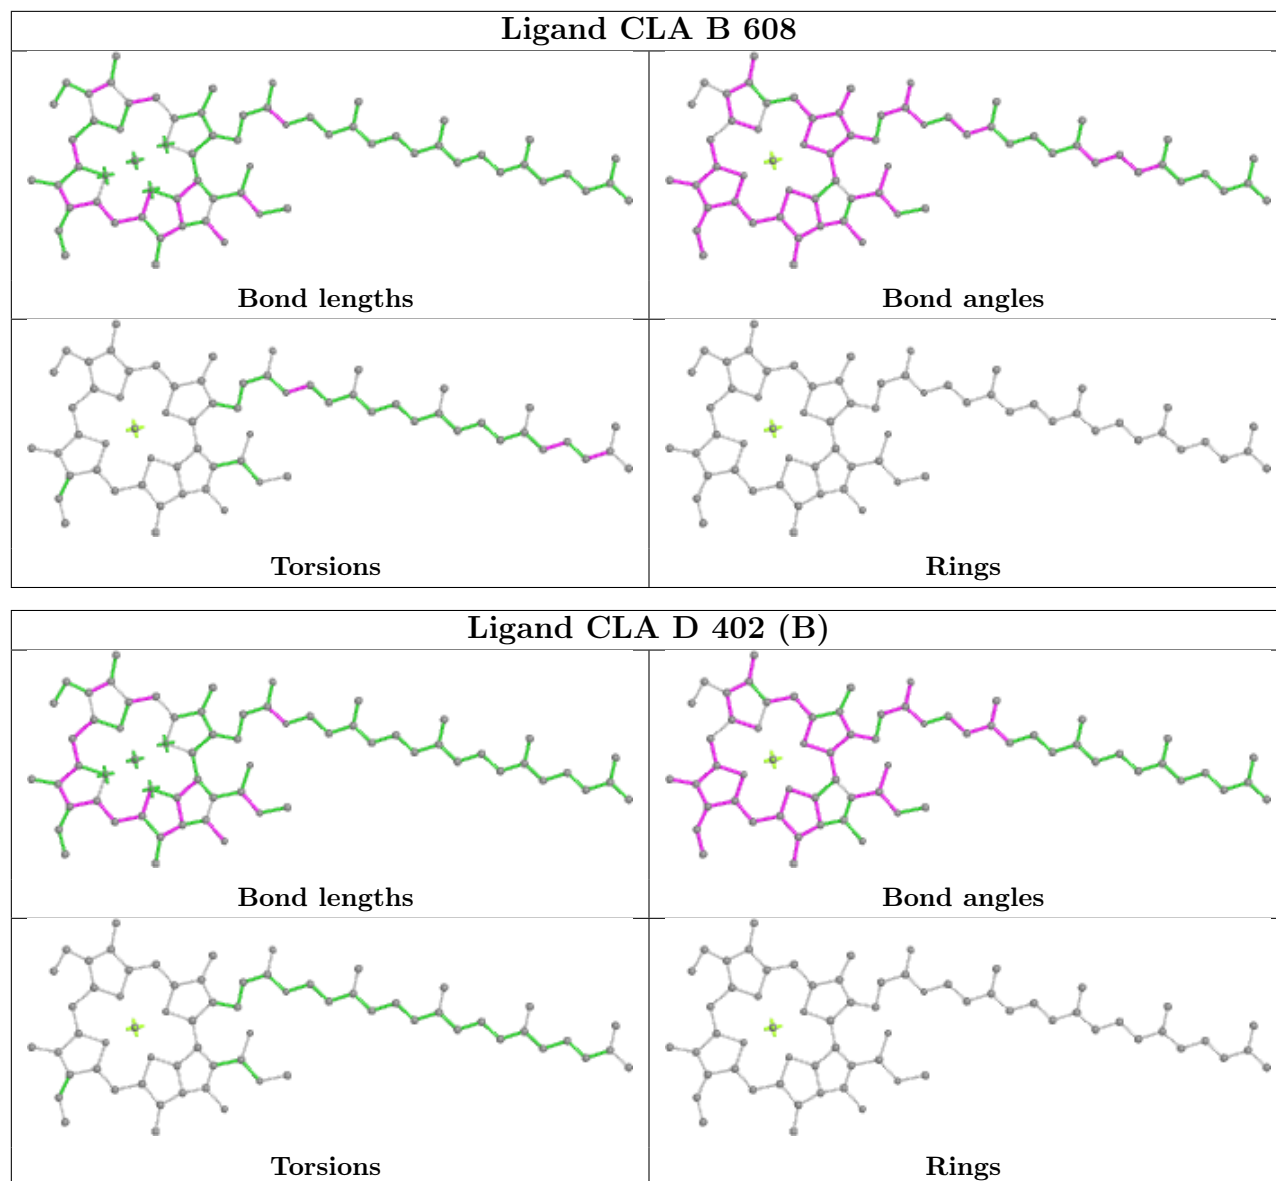 Ligand CLA B 608
Bond lengths
Bond angles
Torsions
Rings
Ligand CLA D 402 (B)
Bond lengths
Bond angles
Torsions
Rings